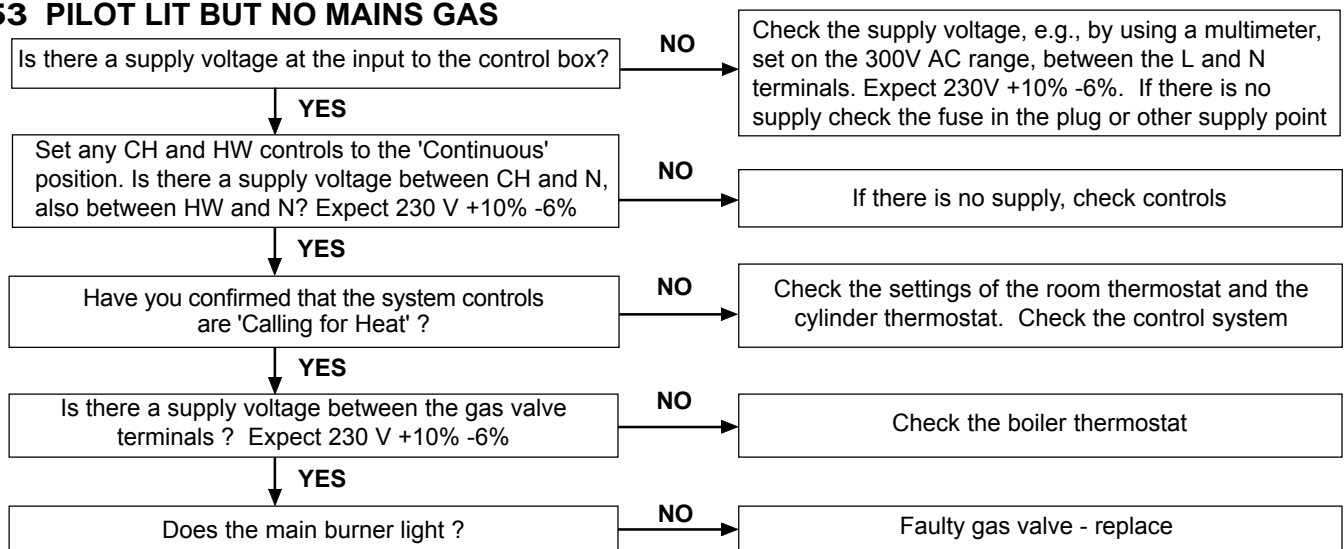 53 PILOT LIT BUT NO MAINS GAS
Is there a supply voltage at the input to the control box?
NO
Check the supply voltage, e.g., by using a multimeter,
set on the 300V AC range, between the L and N
terminals. Expect 230V +10% -6%. If there is no
supply check the fuse in the plug or other supply point
YES
Set any CH and HW controls to the 'Continuous'
position. Is there a supply voltage between CH and N,
also between HW and N? Expect 230 V +10% -6%
NO
If there is no supply, check controls
YES
Have you confirmed that the system controls
are 'Calling for Heat' ?
NO
Check the settings of the room thermostat and the
cylinder thermostat. Check the control system
YES
Is there a supply voltage between the gas valve
terminals ? Expect 230 V +10% -6%
NO
Check the boiler thermostat
YES
Does the main burner light ?
NO
Faulty gas valve - replace